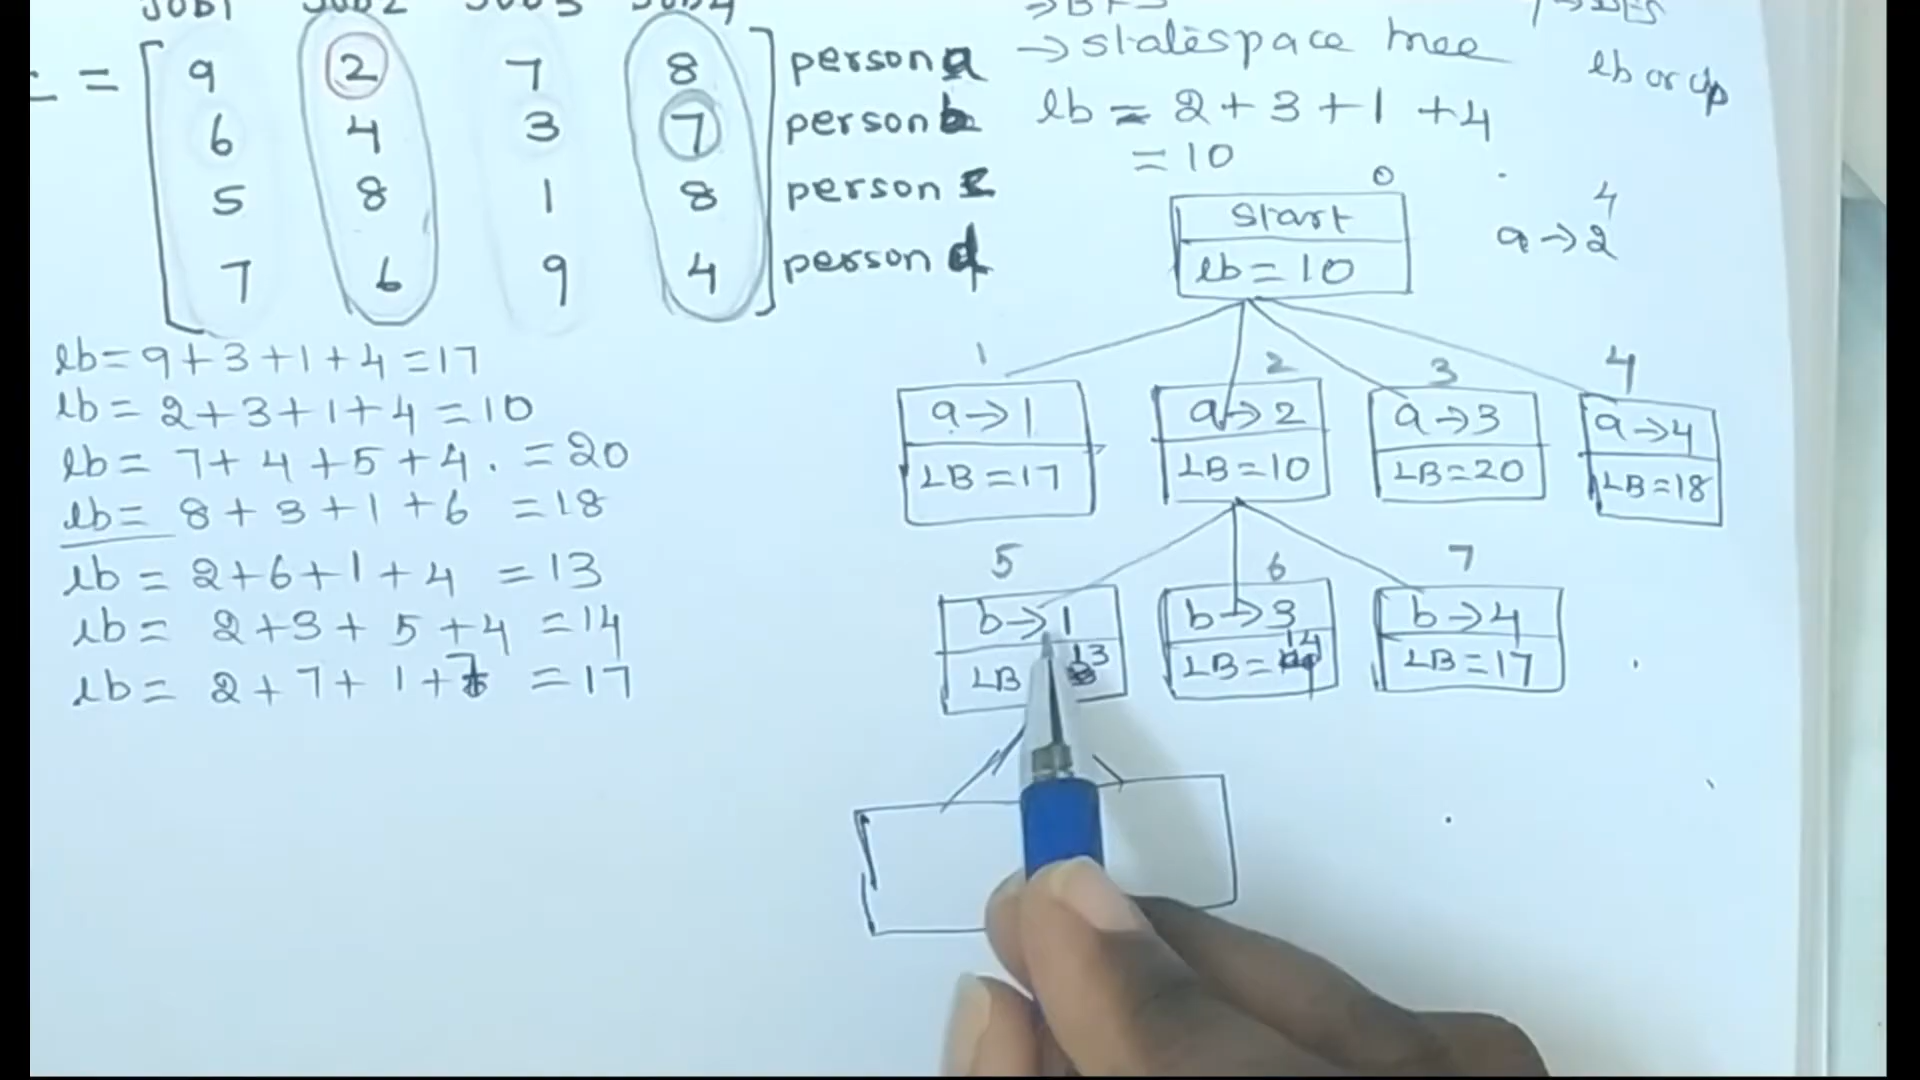 JOB1 JOB2 JOB3 JOB4
= 9 2 7 8 person a
6 4 3 7 person b
5 8 1 8 person c
7 6 9 4 person d
→ statespace tree
lb or up
lb = 2+3+1+4
=10
0
start
lb=10
4
a→2
lb=9+3+1+4=17
lb=2+3+1+4=10
lb=7+4+5+4.=20
lb=8+3+1+6=18
lb=2+6+1+4=13
lb=2+3+5+4=14
lb=2+7+1+7=17
1 2 3 4
a→1 a→2 a→3 a→4
LB=17 LB=10 LB=20 LB=18
5 6 7
b→1 b→3 b→4
LB 13 LB=14 LB=17